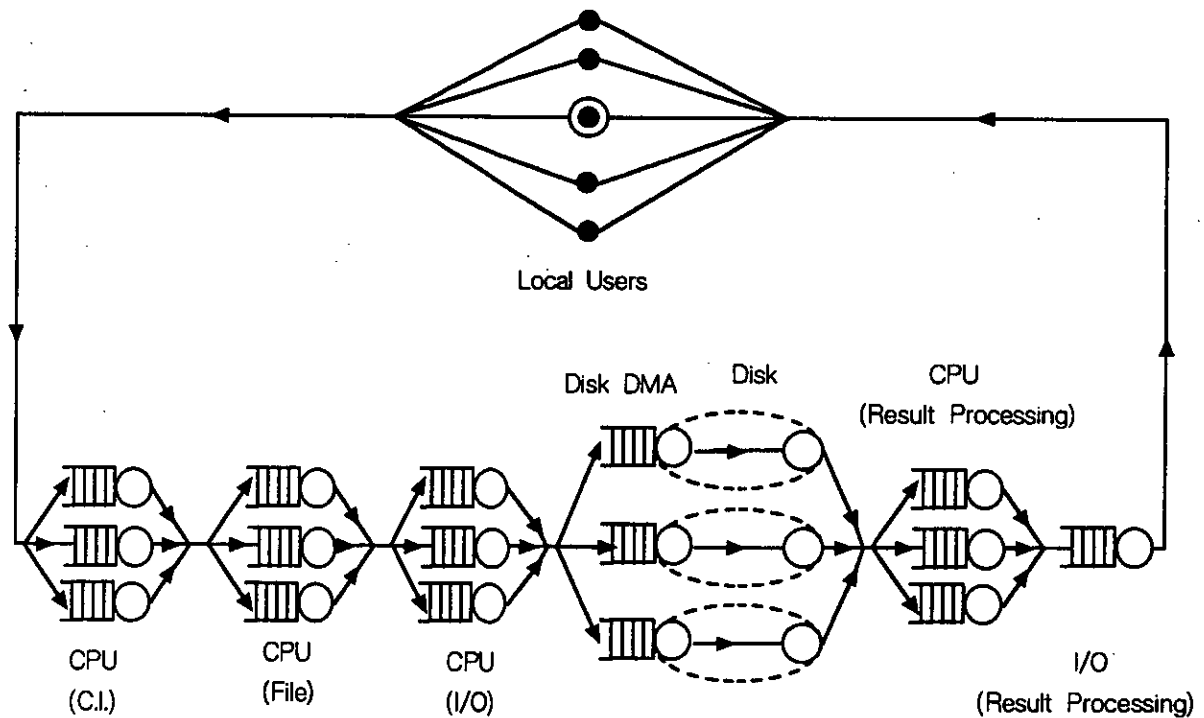 Local Users
Disk DMA
Disk
CPU
(Result Processing)
CPU
(C.I.)
CPU
(File)
CPU
(I/O)
I/O
(Result Processing)